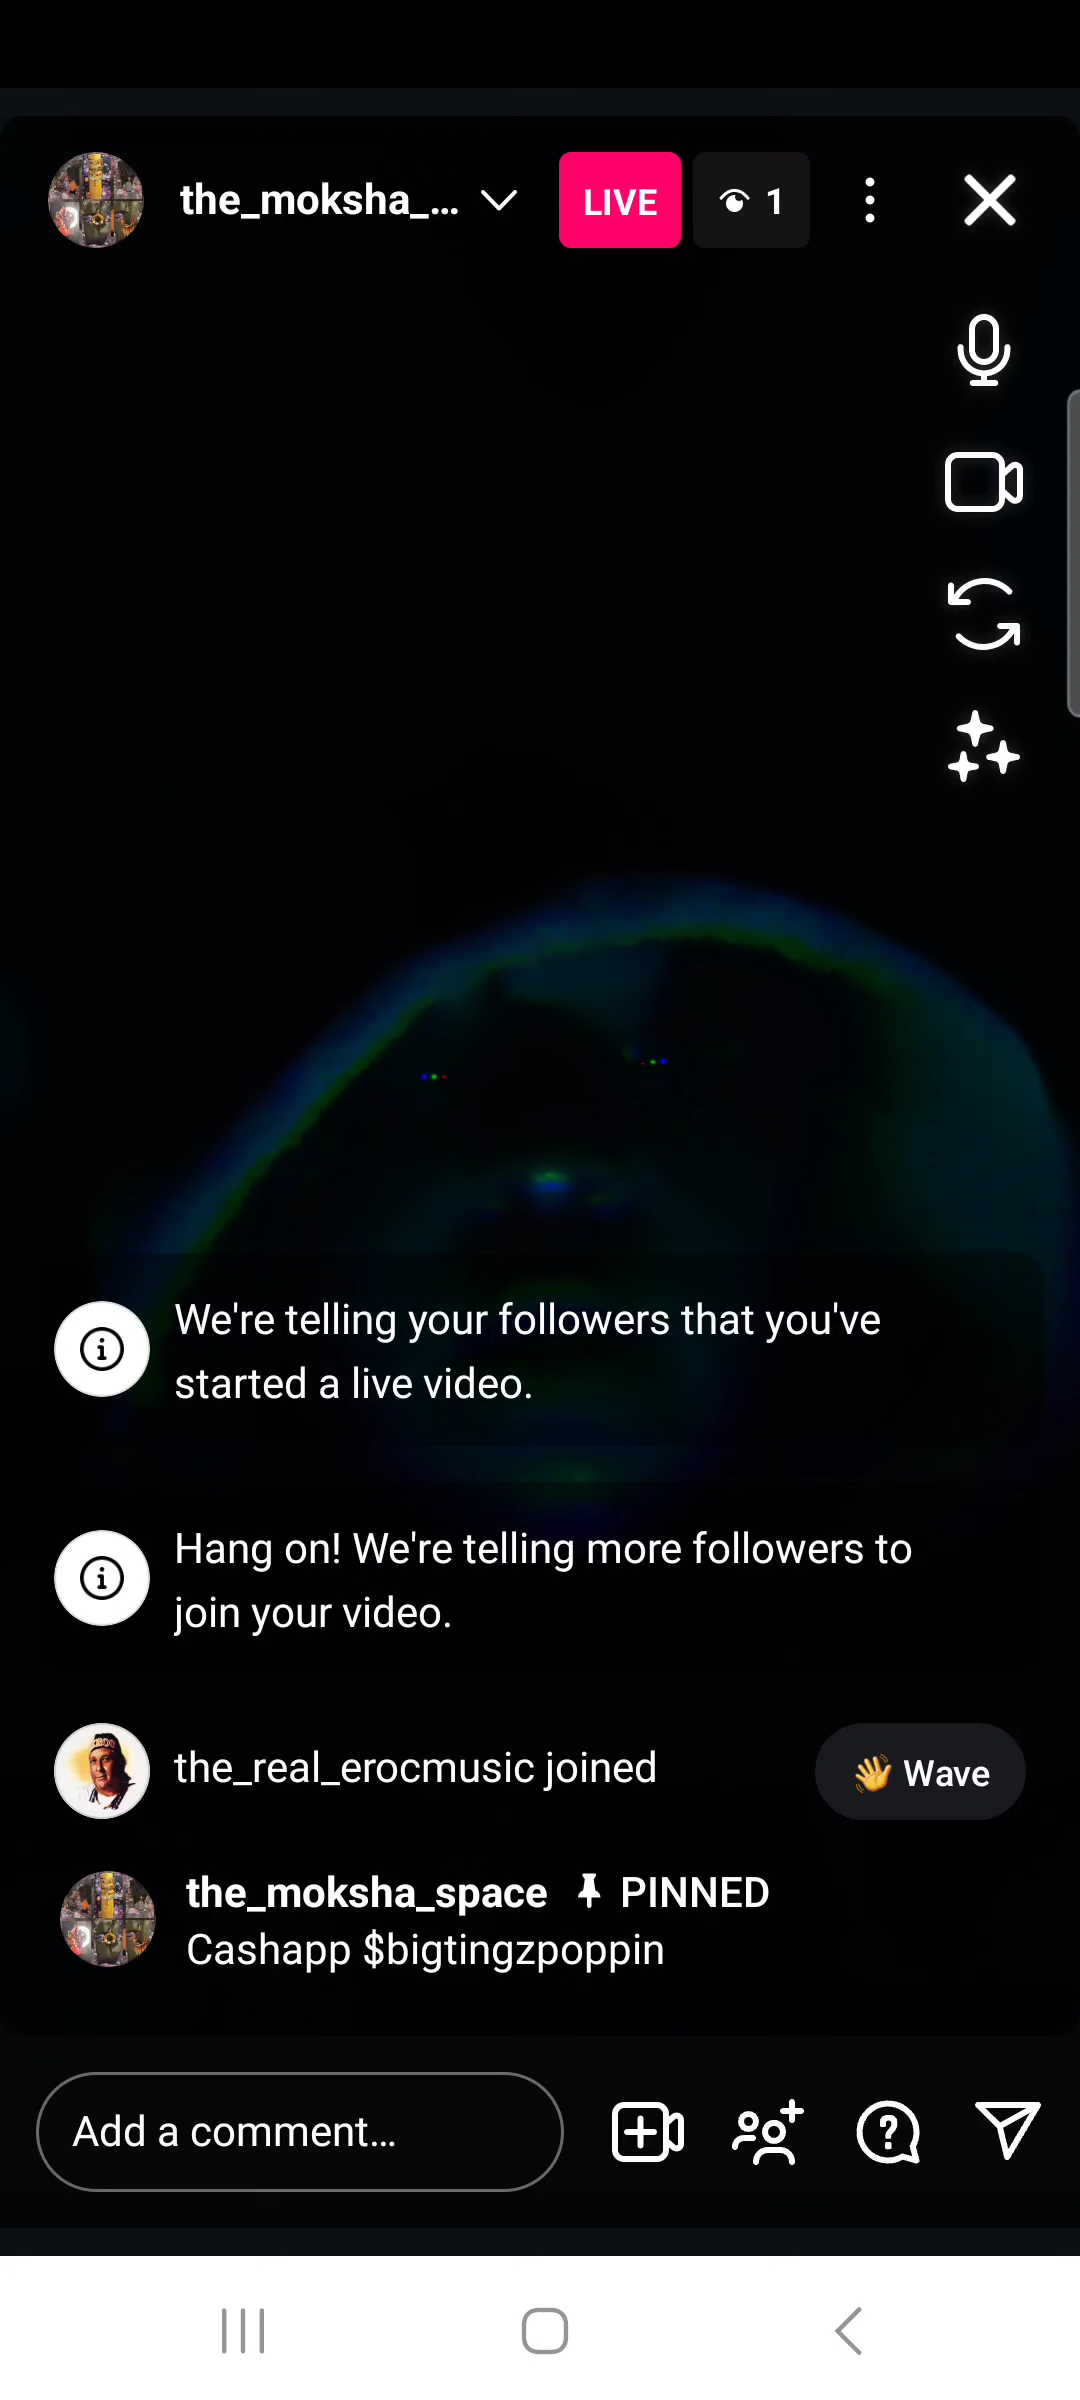 the_moksha_...
LIVE
1
We're telling your followers that you've
started a live video.
Hang on! We're telling more followers to
join your video.
the_real_erocmusic joined
👋 Wave
the_moksha_space PINNED
Cashapp $bigtingzpoppin
Add a comment...